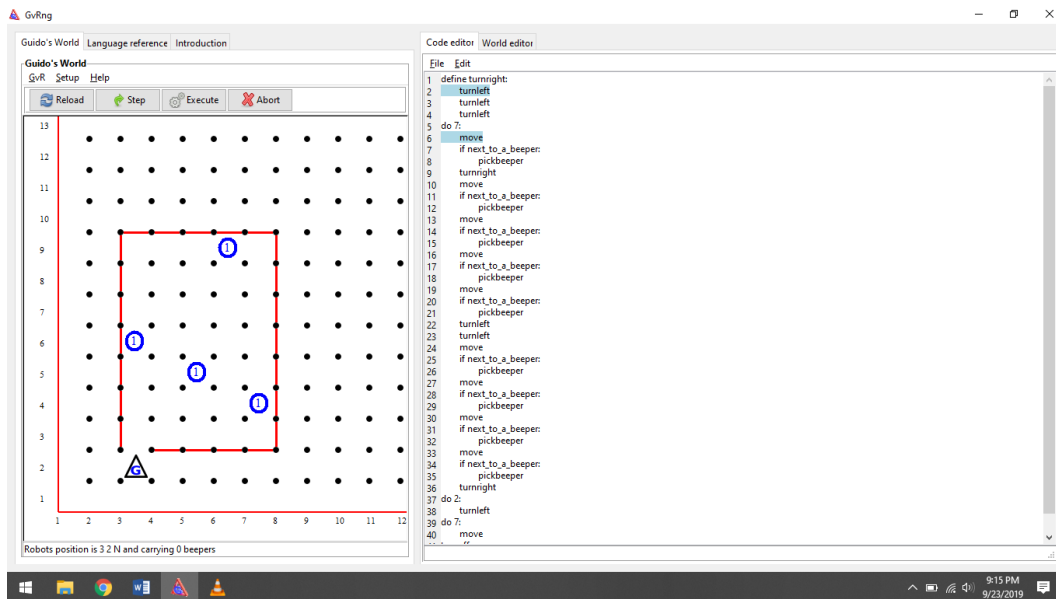 GvRng
Guido's World Language reference Introduction
Guido's World
GvR Setup Help
Reload Step Execute Abort
13
12
11
10
9
8
7
6
5
4
3
2
1
1
1
1
1
G
1 2 3 4 5 6 7 8 9 10 11 12
Robots position is 3 2 N and carrying 0 beepers
Code editor World editor
File Edit
1 define turnright:
2 turnleft
3 turnleft
4 turnleft
5 do 7:
6 move
7 if next_to_a_beeper:
8 pickbeeper
9 turnright
10 move
11 if next_to_a_beeper:
12 pickbeeper
13 move
14 if next_to_a_beeper:
15 pickbeeper
16 move
17 if next_to_a_beeper:
18 pickbeeper
19 move
20 if next_to_a_beeper:
21 pickbeeper
22 turnleft
23 turnleft
24 move
25 if next_to_a_beeper:
26 pickbeeper
27 move
28 if next_to_a_beeper:
29 pickbeeper
30 move
31 if next_to_a_beeper:
32 pickbeeper
33 move
34 if next_to_a_beeper:
35 pickbeeper
36 turnright
37 do 2:
38 turnleft
39 do 7:
40 move
9:15 PM
9/23/2019